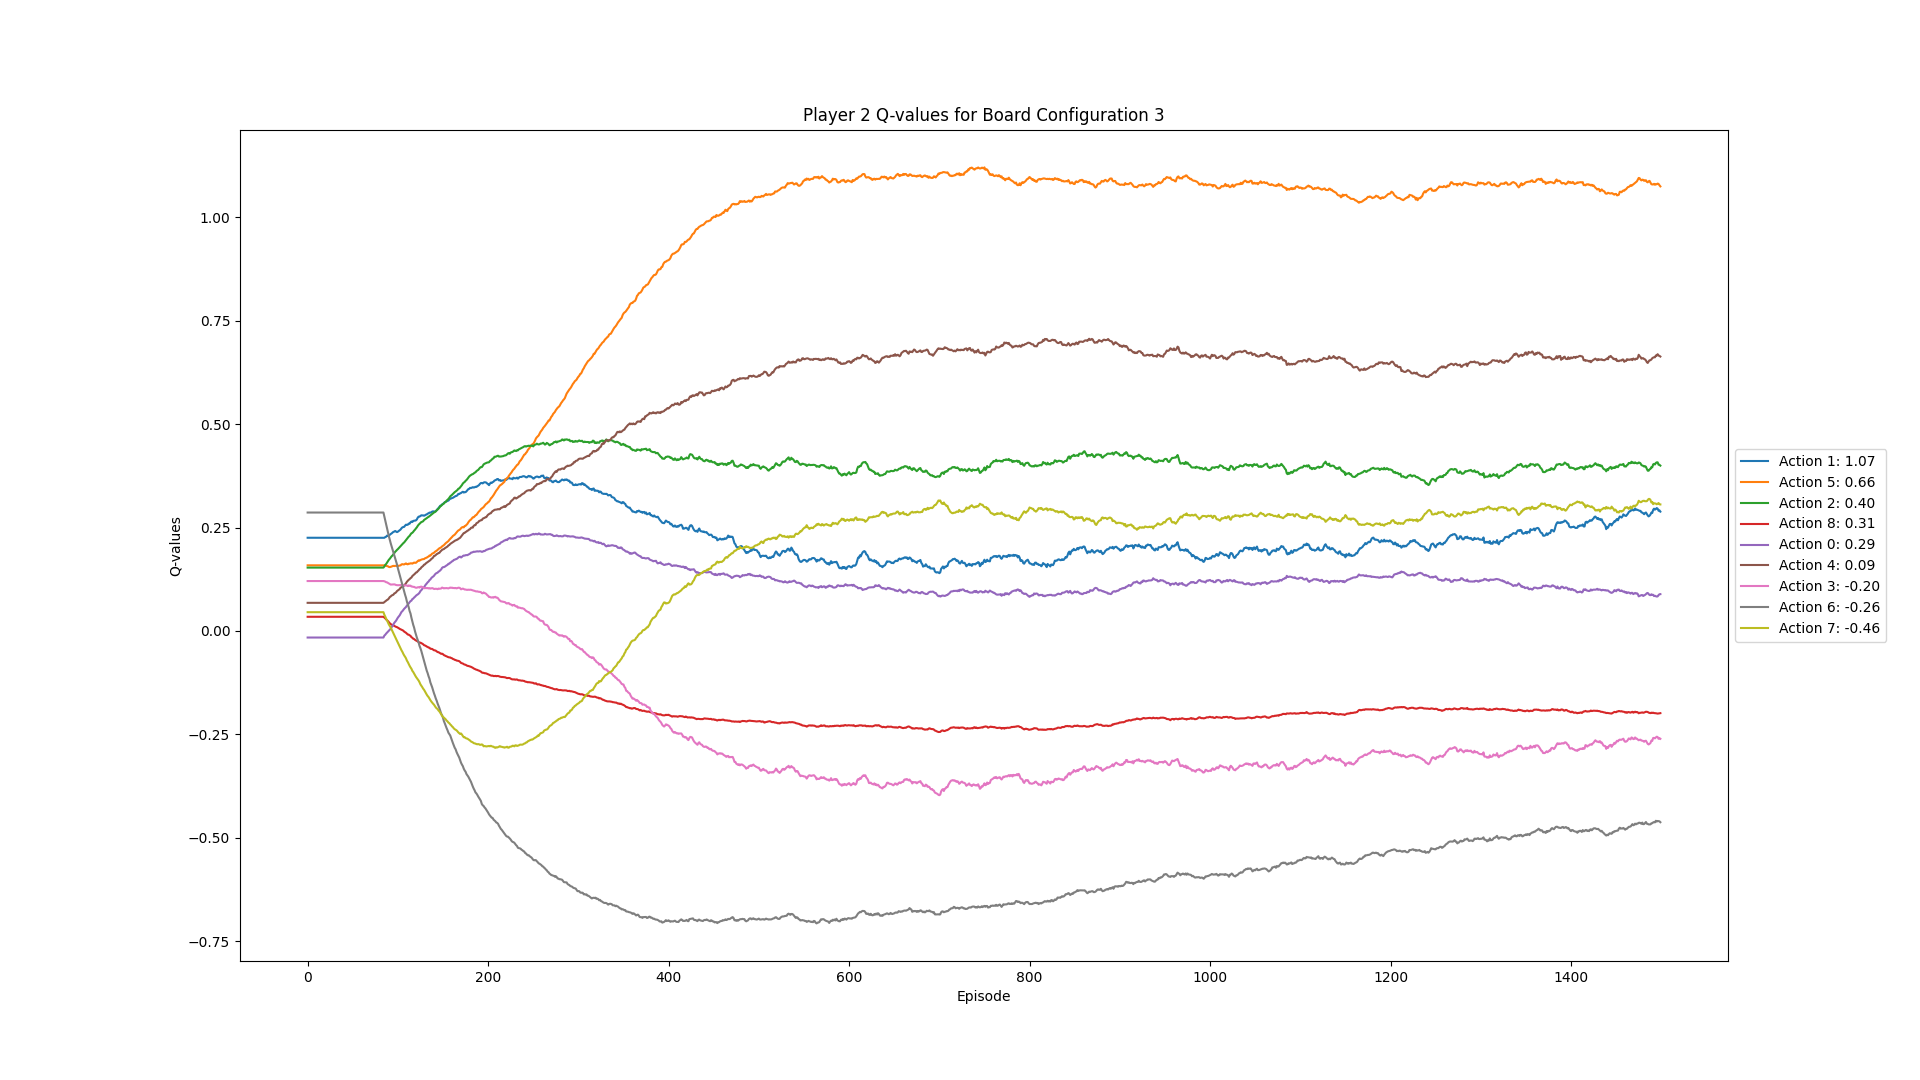 Player 2 Q-values for Board Configuration 3
1.00
0.75
0.50
0.25
0.00
−0.25
−0.50
−0.75
Q-values
0 200 400 600 800 1000 1200 1400
Episode
Action 1: 1.07
Action 5: 0.66
Action 2: 0.40
Action 8: 0.31
Action 0: 0.29
Action 4: 0.09
Action 3: -0.20
Action 6: -0.26
Action 7: -0.46